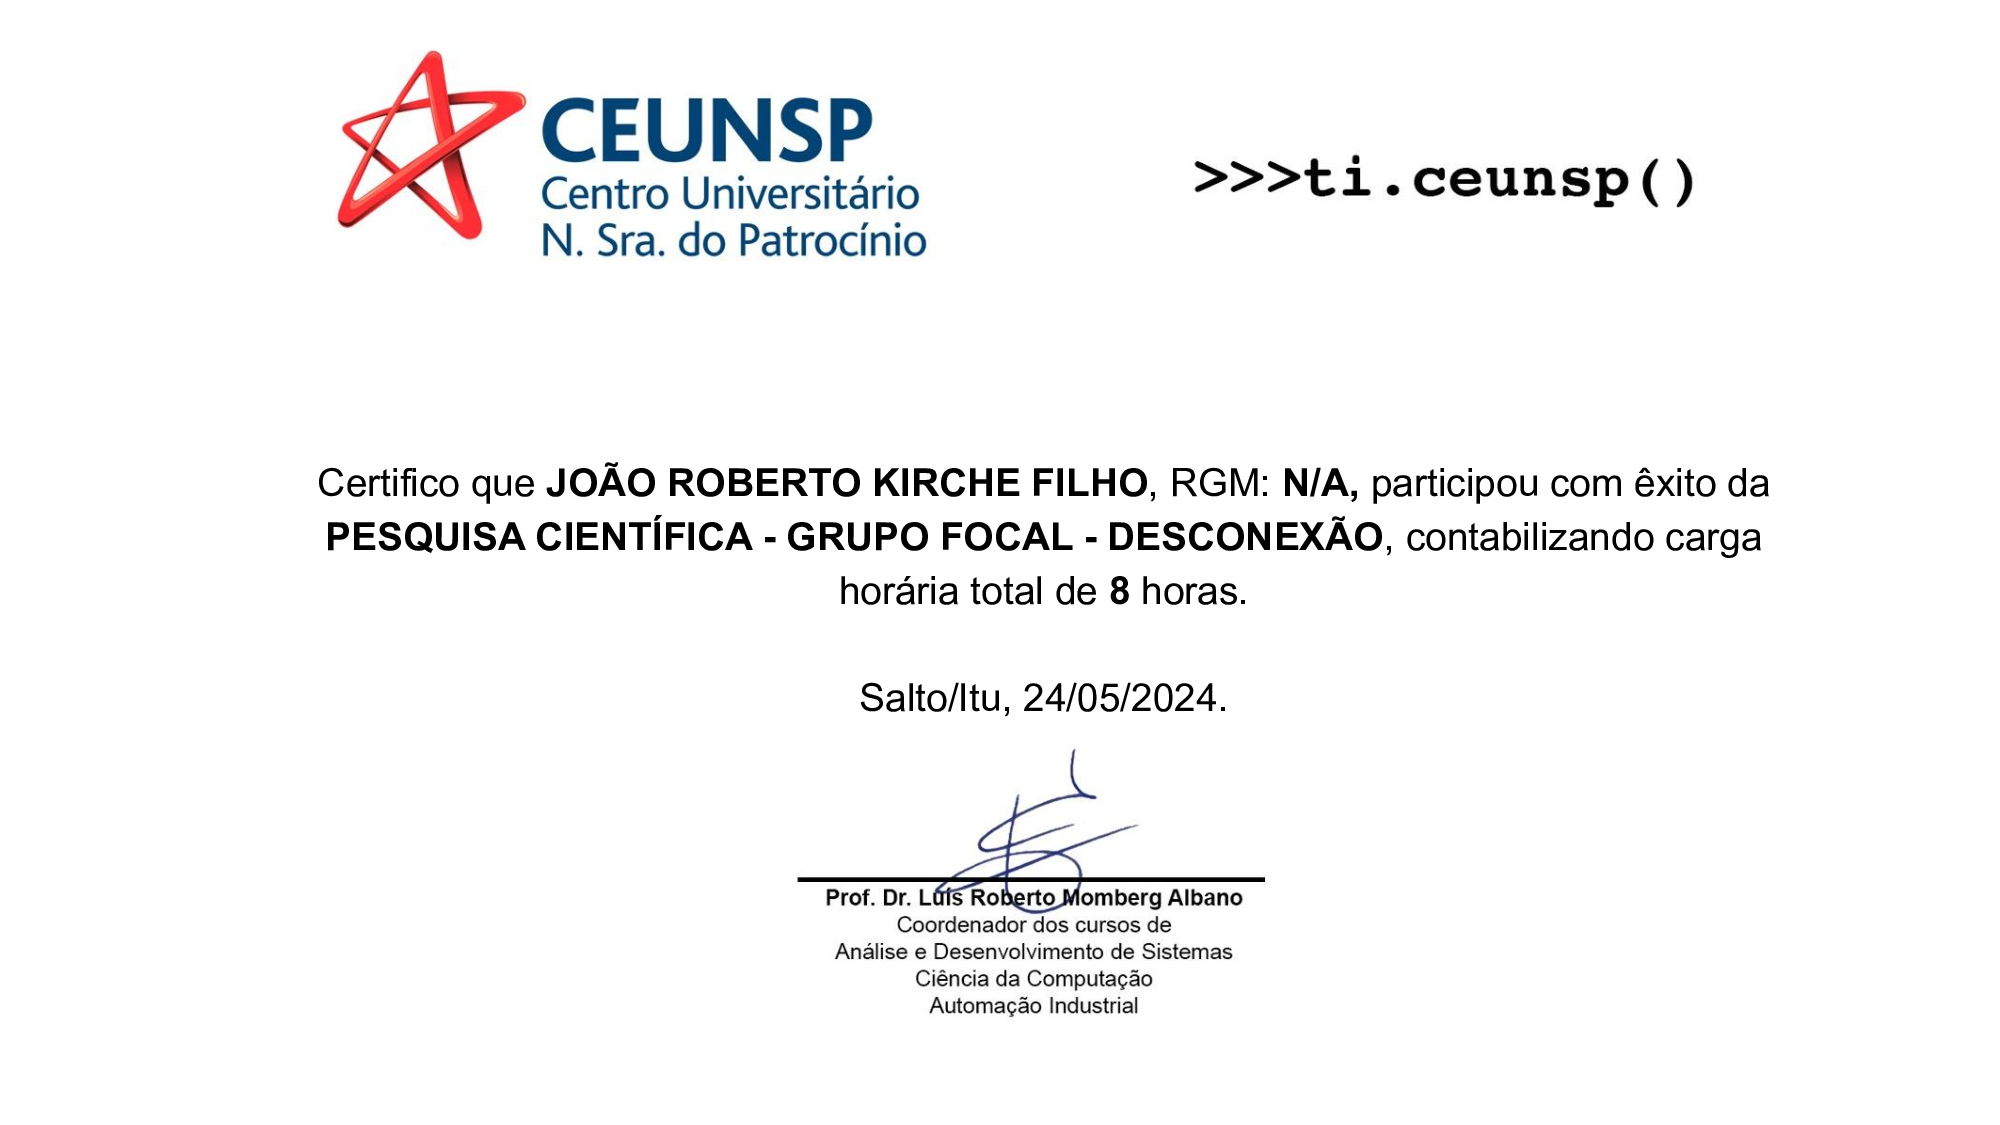 CEUNSP
Centro Universitário
N. Sra. do Patrocínio
>>>ti.ceunsp()
Certifico que JOÃO ROBERTO KIRCHE FILHO, RGM: N/A, participou com êxito da
PESQUISA CIENTÍFICA - GRUPO FOCAL - DESCONEXÃO, contabilizando carga
horária total de 8 horas.
Salto/Itu, 24/05/2024.
Prof. Dr. Luís Roberto Momberg Albano
Coordenador dos cursos de
Análise e Desenvolvimento de Sistemas
Ciência da Computação
Automação Industrial